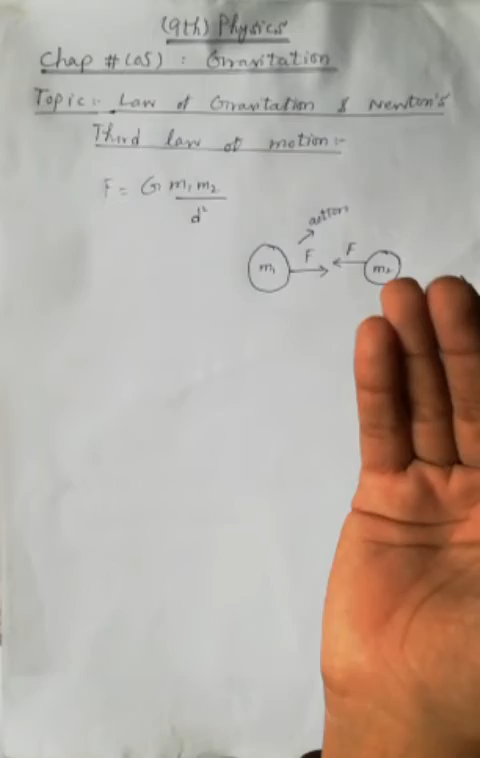 (9th) Physics
Chap # (05) : Gravitation
Topic:- Law of Gravitation & Newton's
Third law of motion:-
F = G m₁ m₂
d²
action
F
F
m₁
m₂